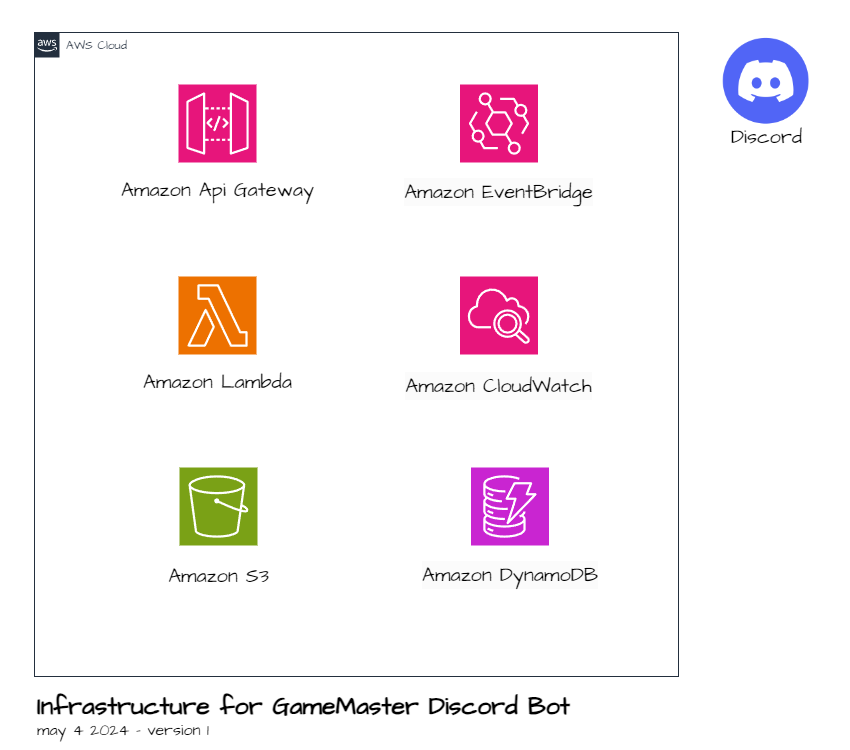 aws
AWS Cloud
Discord
Amazon Api Gateway
Amazon EventBridge
Amazon Lambda
Amazon CloudWatch
Amazon S3
Amazon DynamoDB
Infrastructure for GameMaster Discord Bot
may 4 2024 - version 1